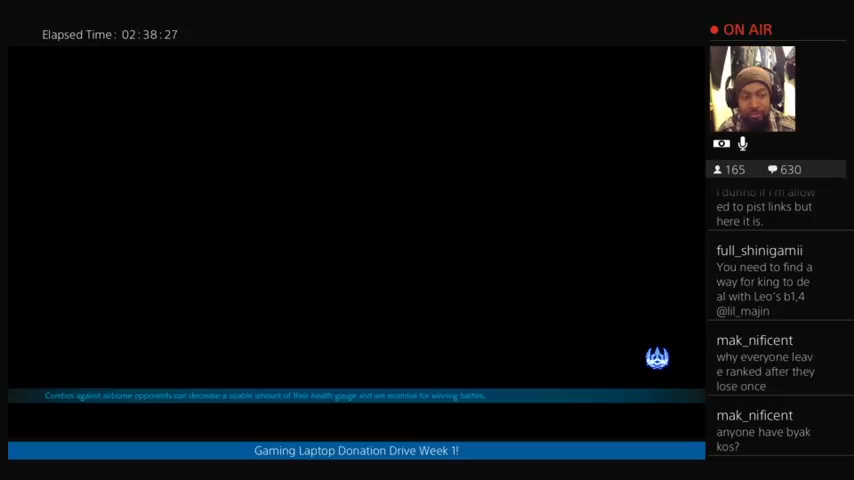 Elapsed Time: 02:38:27
ON AIR
165
630
I dunno if I'm allow
ed to pist links but
here it is.
full_shinigamii
You need to find a
way for king to de
al with Leo's b1,4
@lil_majin
mak_nificent
why everyone leav
e ranked after they
lose once
mak_nificent
anyone have byak
kos?
Combos against airborne opponents can decrease a sizable amount of their health gauge and are essential for winning battles.
Gaming Laptop Donation Drive Week 1!